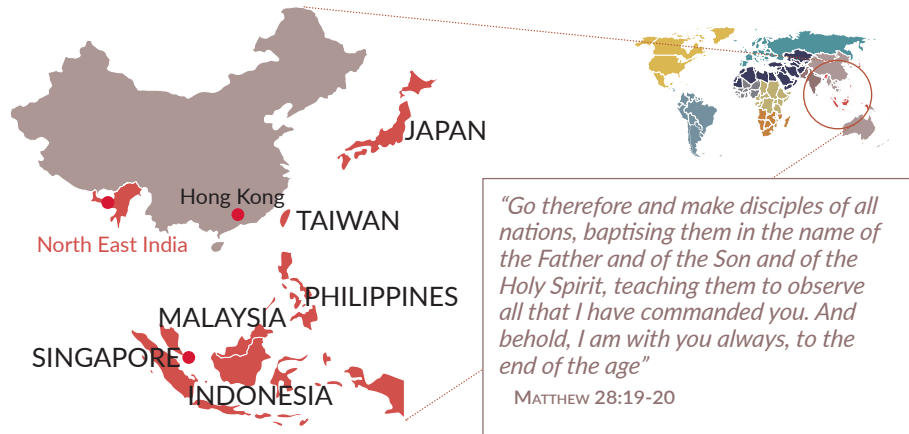 JAPAN
Hong Kong
TAIWAN
North East India
PHILIPPINES
MALAYSIA
SINGAPORE
INDONESIA
“Go therefore and make disciples of all
nations, baptising them in the name of
the Father and of the Son and of the
Holy Spirit, teaching them to observe
all that I have commanded you. And
behold, I am with you always, to the
end of the age”
Matthew 28:19-20